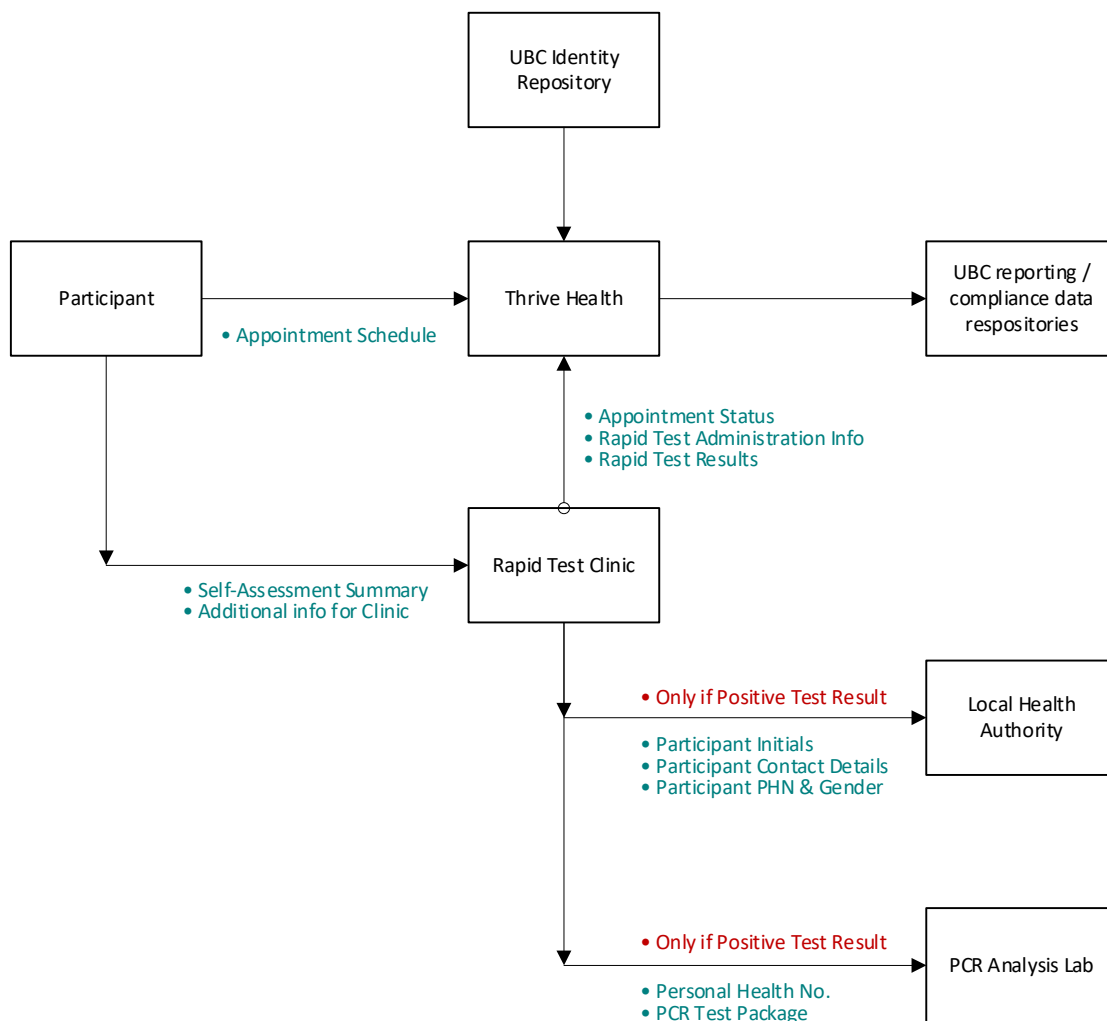 UBC Identity
Repository
Participant
Thrive Health
UBC reporting /
compliance data
respositories
• Appointment Schedule
• Appointment Status
• Rapid Test Administration Info
• Rapid Test Results
Rapid Test Clinic
• Self-Assessment Summary
• Additional info for Clinic
• Only if Positive Test Result
Local Health
Authority
• Participant Initials
• Participant Contact Details
• Participant PHN & Gender
• Only if Positive Test Result
PCR Analysis Lab
• Personal Health No.
• PCR Test Package